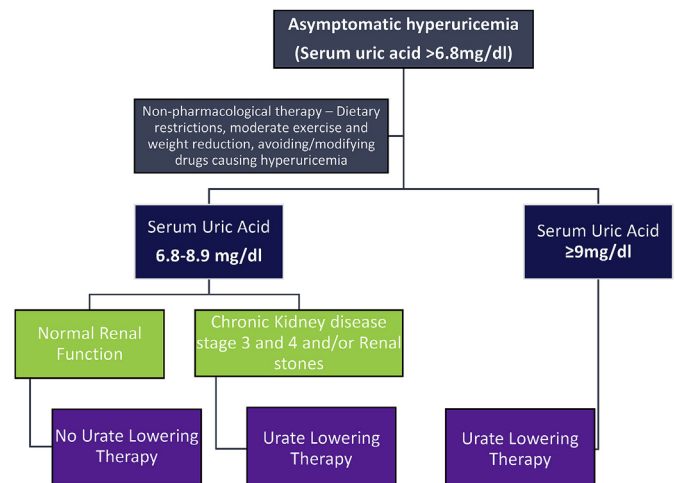 Asymptomatic hyperuricemia
(Serum uric acid >6.8mg/dl)
Non-pharmacological therapy – Dietary
restrictions, moderate exercise and
weight reduction, avoiding/modifying
drugs causing hyperuricemia
Serum Uric Acid
6.8-8.9 mg/dl
Serum Uric Acid
≥9mg/dl
Normal Renal
Function
Chronic Kidney disease
stage 3 and 4 and/or Renal
stones
No Urate Lowering
Therapy
Urate Lowering
Therapy
Urate Lowering
Therapy